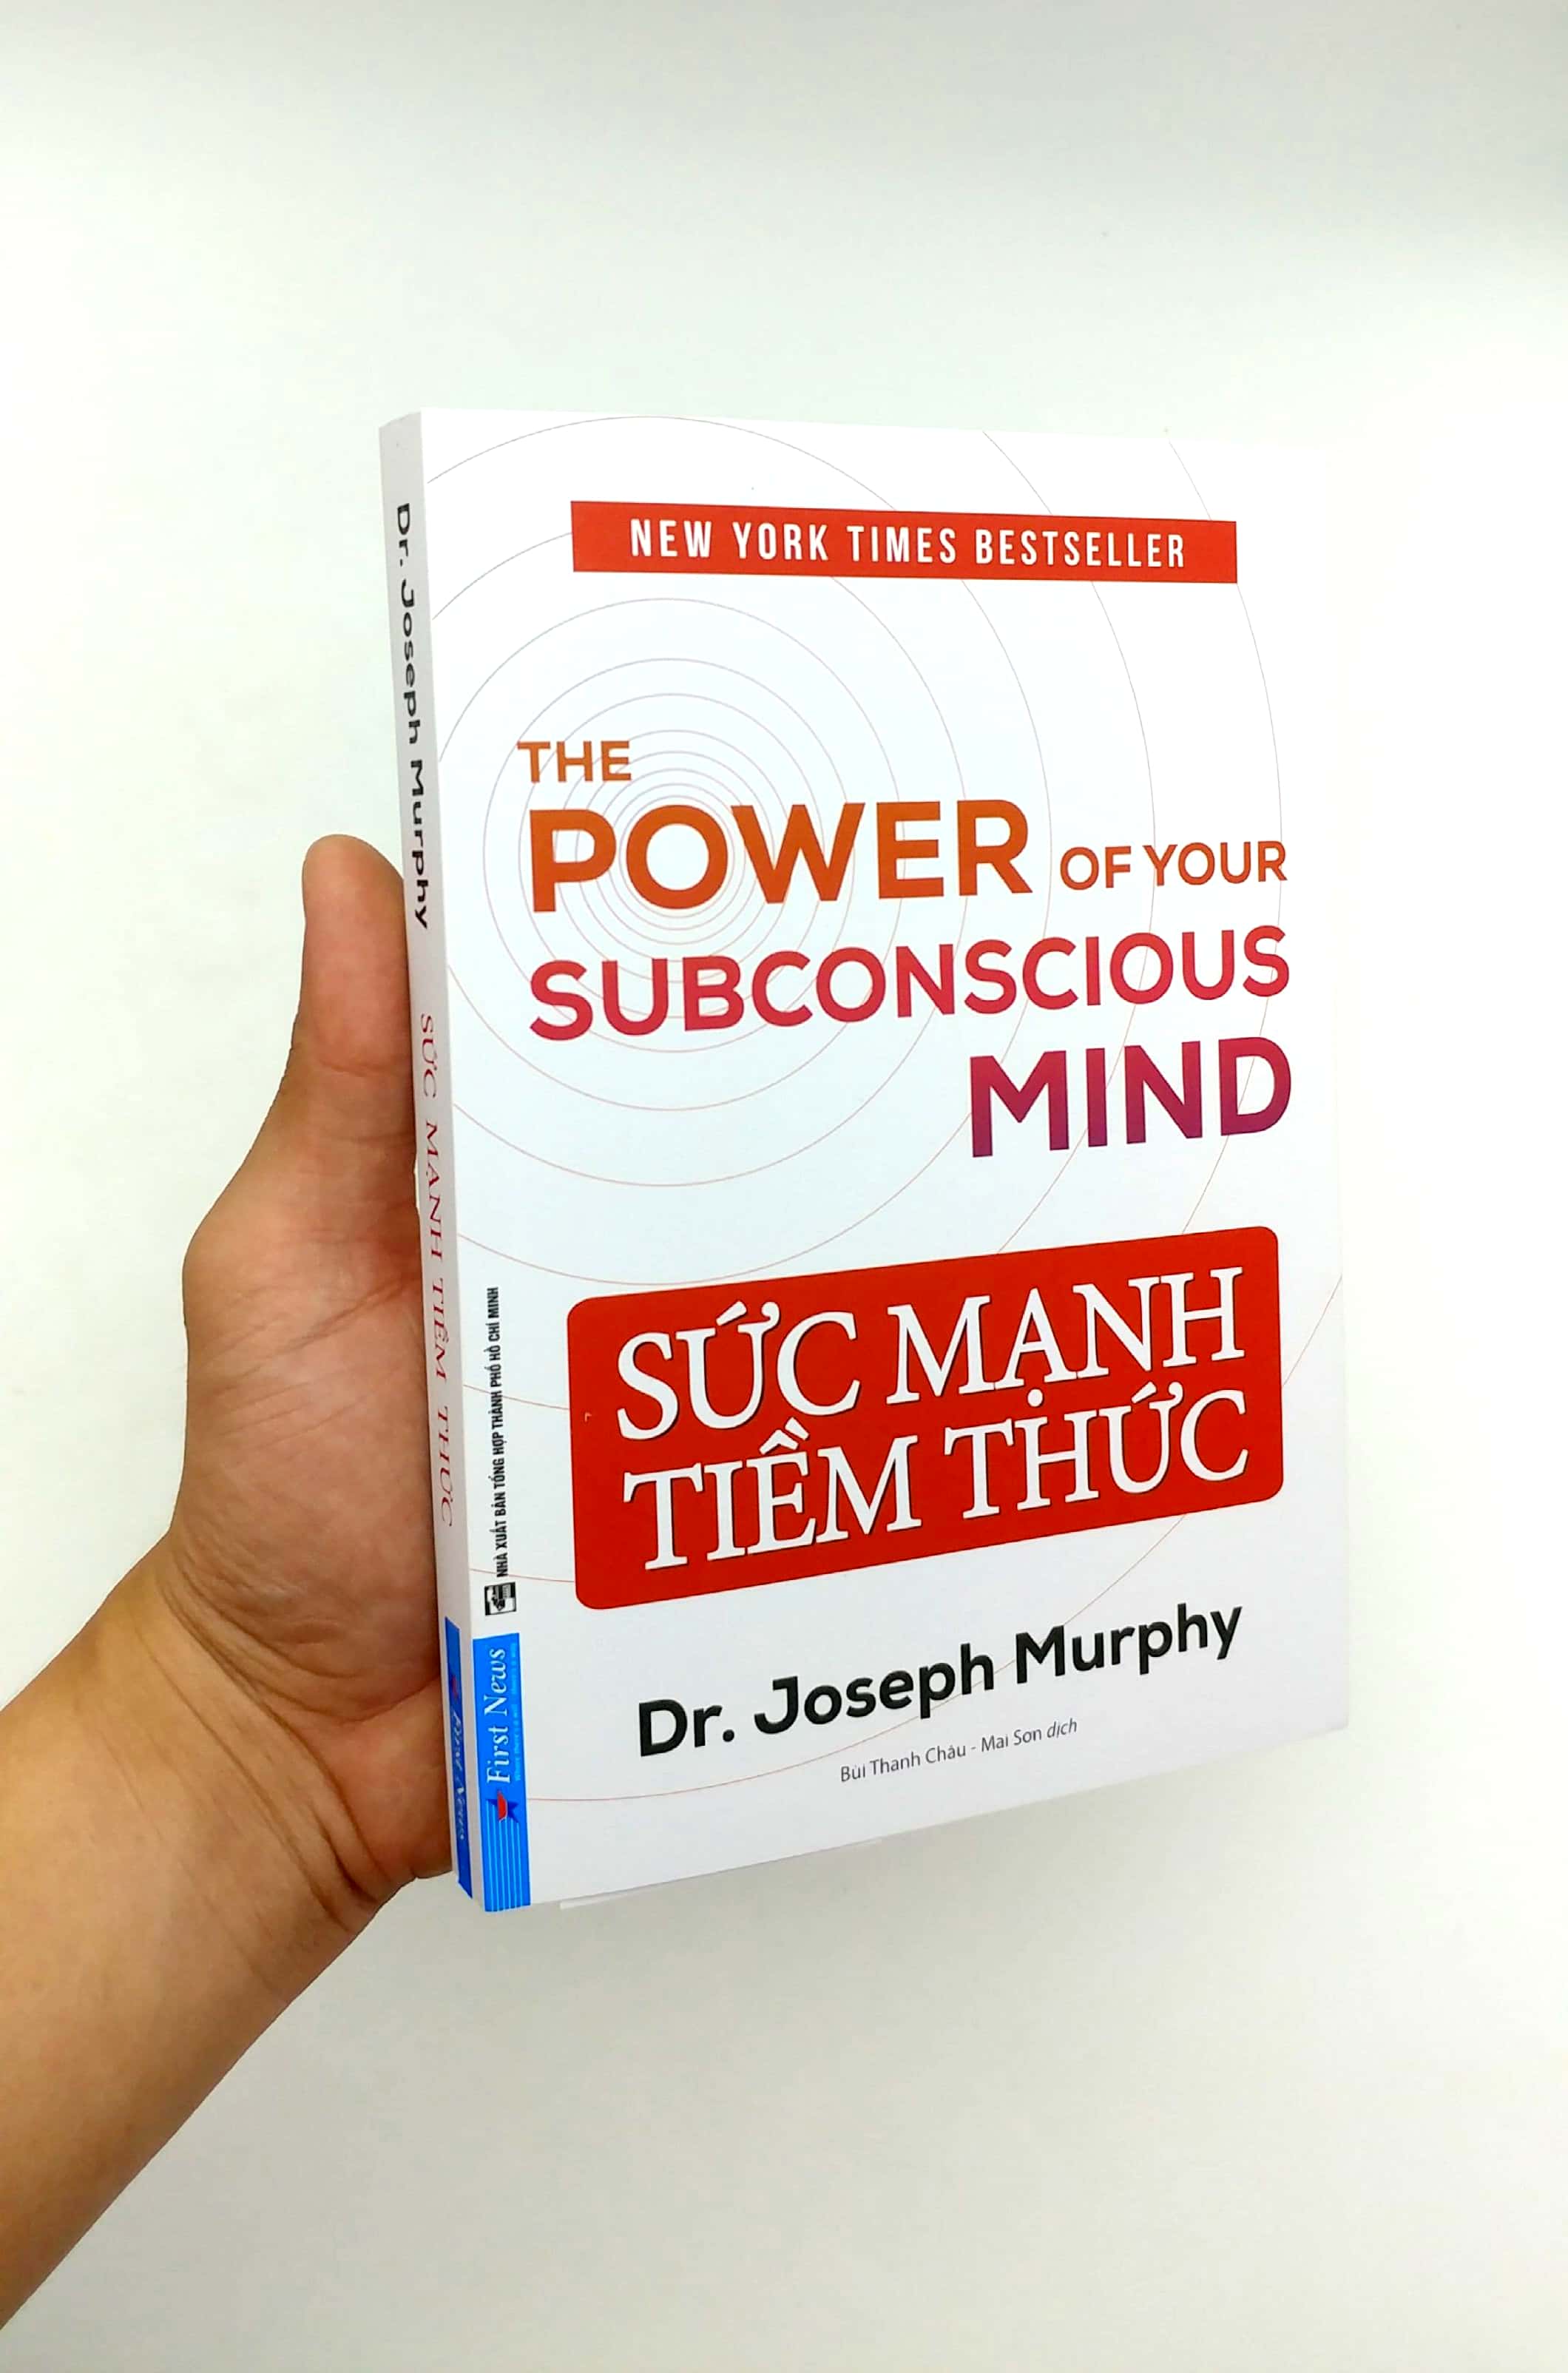 NEW YORK TIMES BESTSELLER
THE
POWER OF YOUR
SUBCONSCIOUS
MIND
SỨC MẠNH
TIỀM THỨC
Dr. Joseph Murphy
Bùi Thanh Châu - Mai Sơn dịch
NHÀ XUẤT BẢN TỔNG HỢP THÀNH PHỐ HỒ CHÍ MINH
First News
Dr. Joseph Murphy
SỨC MẠNH TIỀM THỨC
First News